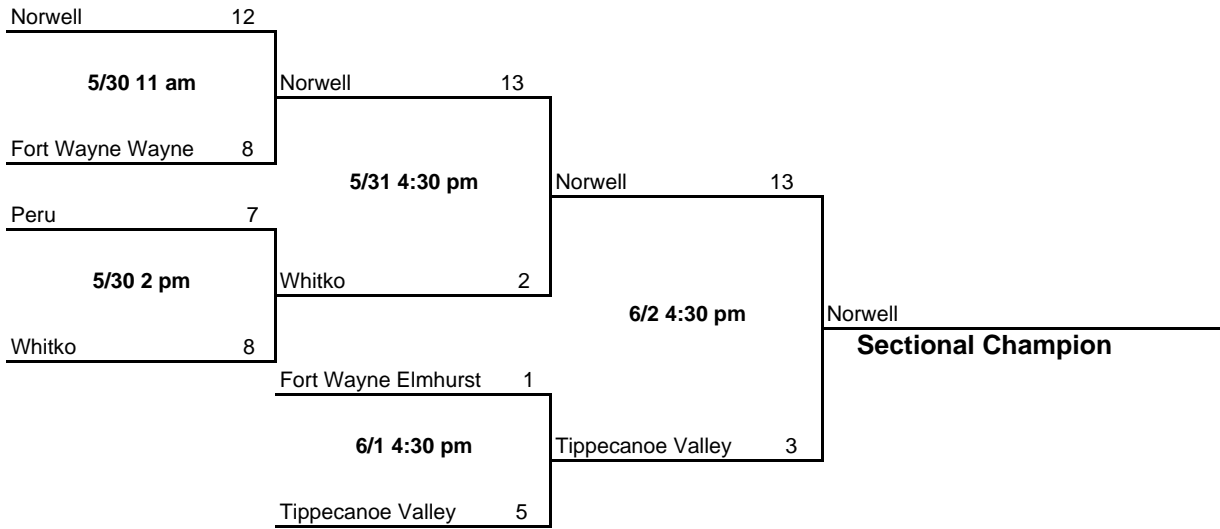 Norwell 12
5/30 11 am
Norwell 13
Fort Wayne Wayne 8
5/31 4:30 pm
Norwell 13
Peru 7
5/30 2 pm
Whitko 2
6/2 4:30 pm
Norwell
Whitko 8
Sectional Champion
Fort Wayne Elmhurst 1
6/1 4:30 pm
Tippecanoe Valley 3
Tippecanoe Valley 5